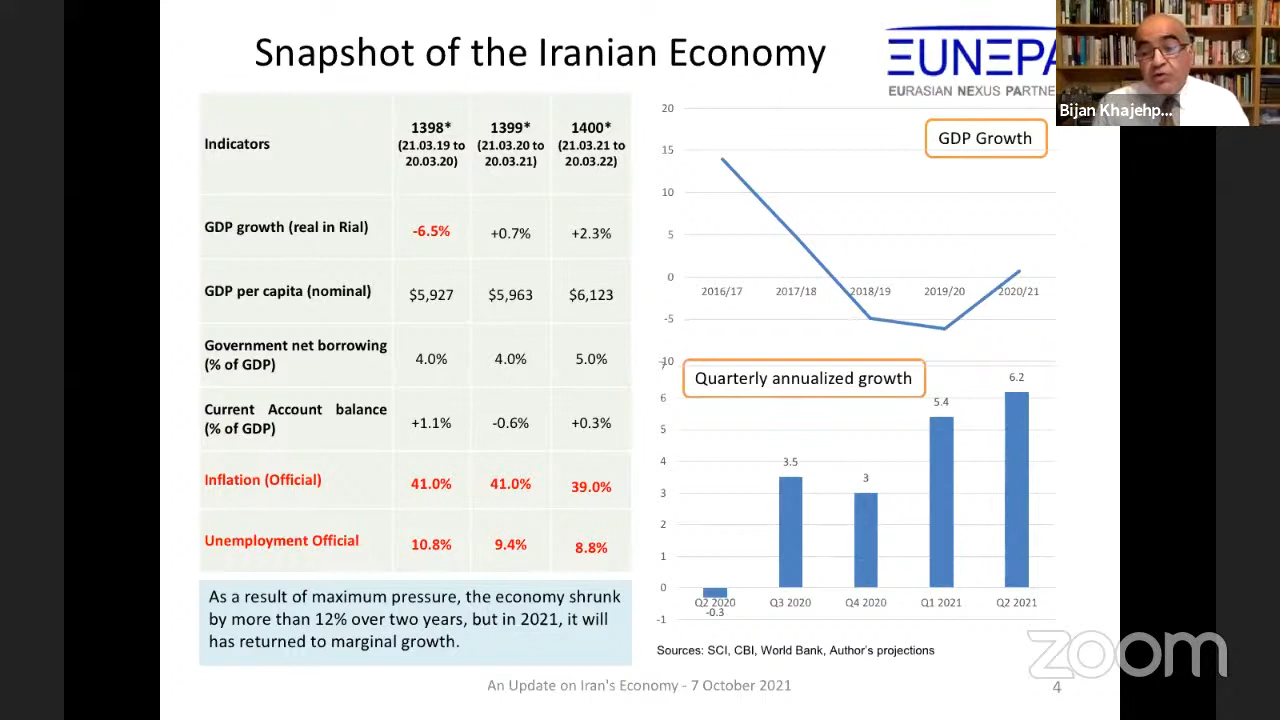 Snapshot of the Iranian Economy
EUNEPA
EURASIAN NEXUS PARTNE
Bijan Khajehp...
Indicators
1398*
(21.03.19 to
20.03.20)
1399*
(21.03.20 to
20.03.21)
1400*
(21.03.21 to
20.03.22)
GDP growth (real in Rial)
-6.5%
+0.7%
+2.3%
GDP per capita (nominal)
$5,927
$5,963
$6,123
Government net borrowing
(% of GDP)
4.0%
4.0%
5.0%
Current Account balance
(% of GDP)
+1.1%
-0.6%
+0.3%
Inflation (Official)
41.0%
41.0%
39.0%
Unemployment Official
10.8%
9.4%
8.8%
As a result of maximum pressure, the economy shrunk
by more than 12% over two years, but in 2021, it will
has returned to marginal growth.
GDP Growth
20
15
10
5
0
-5
-10
2016/17
2017/18
2018/19
2019/20
2020/21
Quarterly annualized growth
7
6
5
4
3
2
1
0
-1
-0.3
3.5
3
5.4
6.2
Q2 2020
Q3 2020
Q4 2020
Q1 2021
Q2 2021
Sources: SCI, CBI, World Bank, Author's projections
zoom
An Update on Iran's Economy - 7 October 2021
4